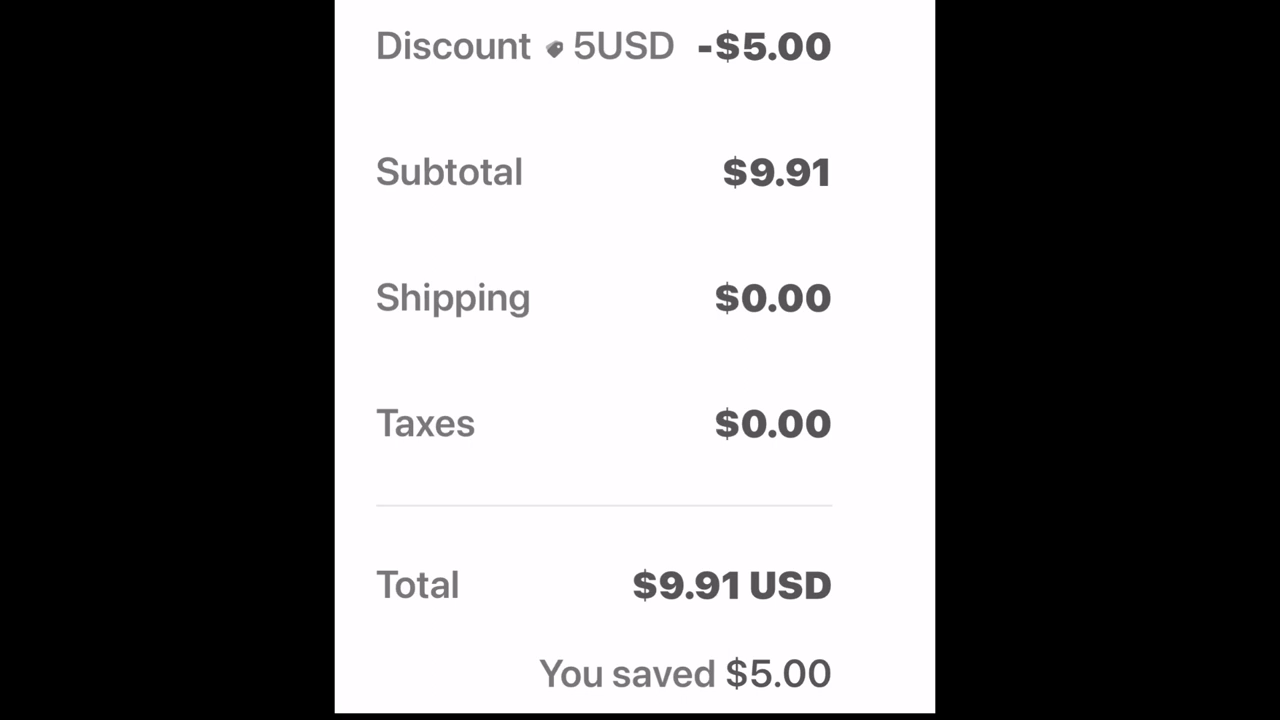 Discount 5USD -$5.00
Subtotal $9.91
Shipping $0.00
Taxes $0.00
Total $9.91 USD
You saved $5.00